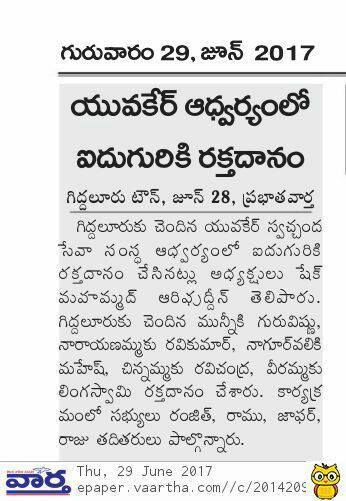 గురువారం 29, జూన్ 2017
యువకేర్ ఆధ్వర్యంలో
ఐదుగురికి రక్తదానం
గిద్దలూరు టౌన్, జూన్ 28, ప్రభాతవార్త
గిద్దలూరుకు చెందిన యువకేర్ స్వచ్చంద
సేవా సంస్థ ఆధ్వర్యంలో ఐదుగురికి
రక్తదానం చేసినట్లు అధ్యక్షులు షేక్
మహమ్మద్ ఆరిఫుద్దీన్ తెలిపారు.
గిద్దలూరుకు చెందిన మున్నీకి గురువిష్ణు,
నారాయణమ్మకు రవికుమార్, నాగూర్‌వలికి
మహేష్, చిన్నమ్మకు రవిచంద్ర, వీరమ్మకు
లింగస్వామి రక్తదానం చేశారు. కార్యక్ర
మంలో సభ్యులు రంజిత్, రాము, జాఫర్,
రాజు తదితరులు పాల్గొన్నారు.
వార్త
Thu, 29 June 2017
epaper.vaartha.com//c/2014209